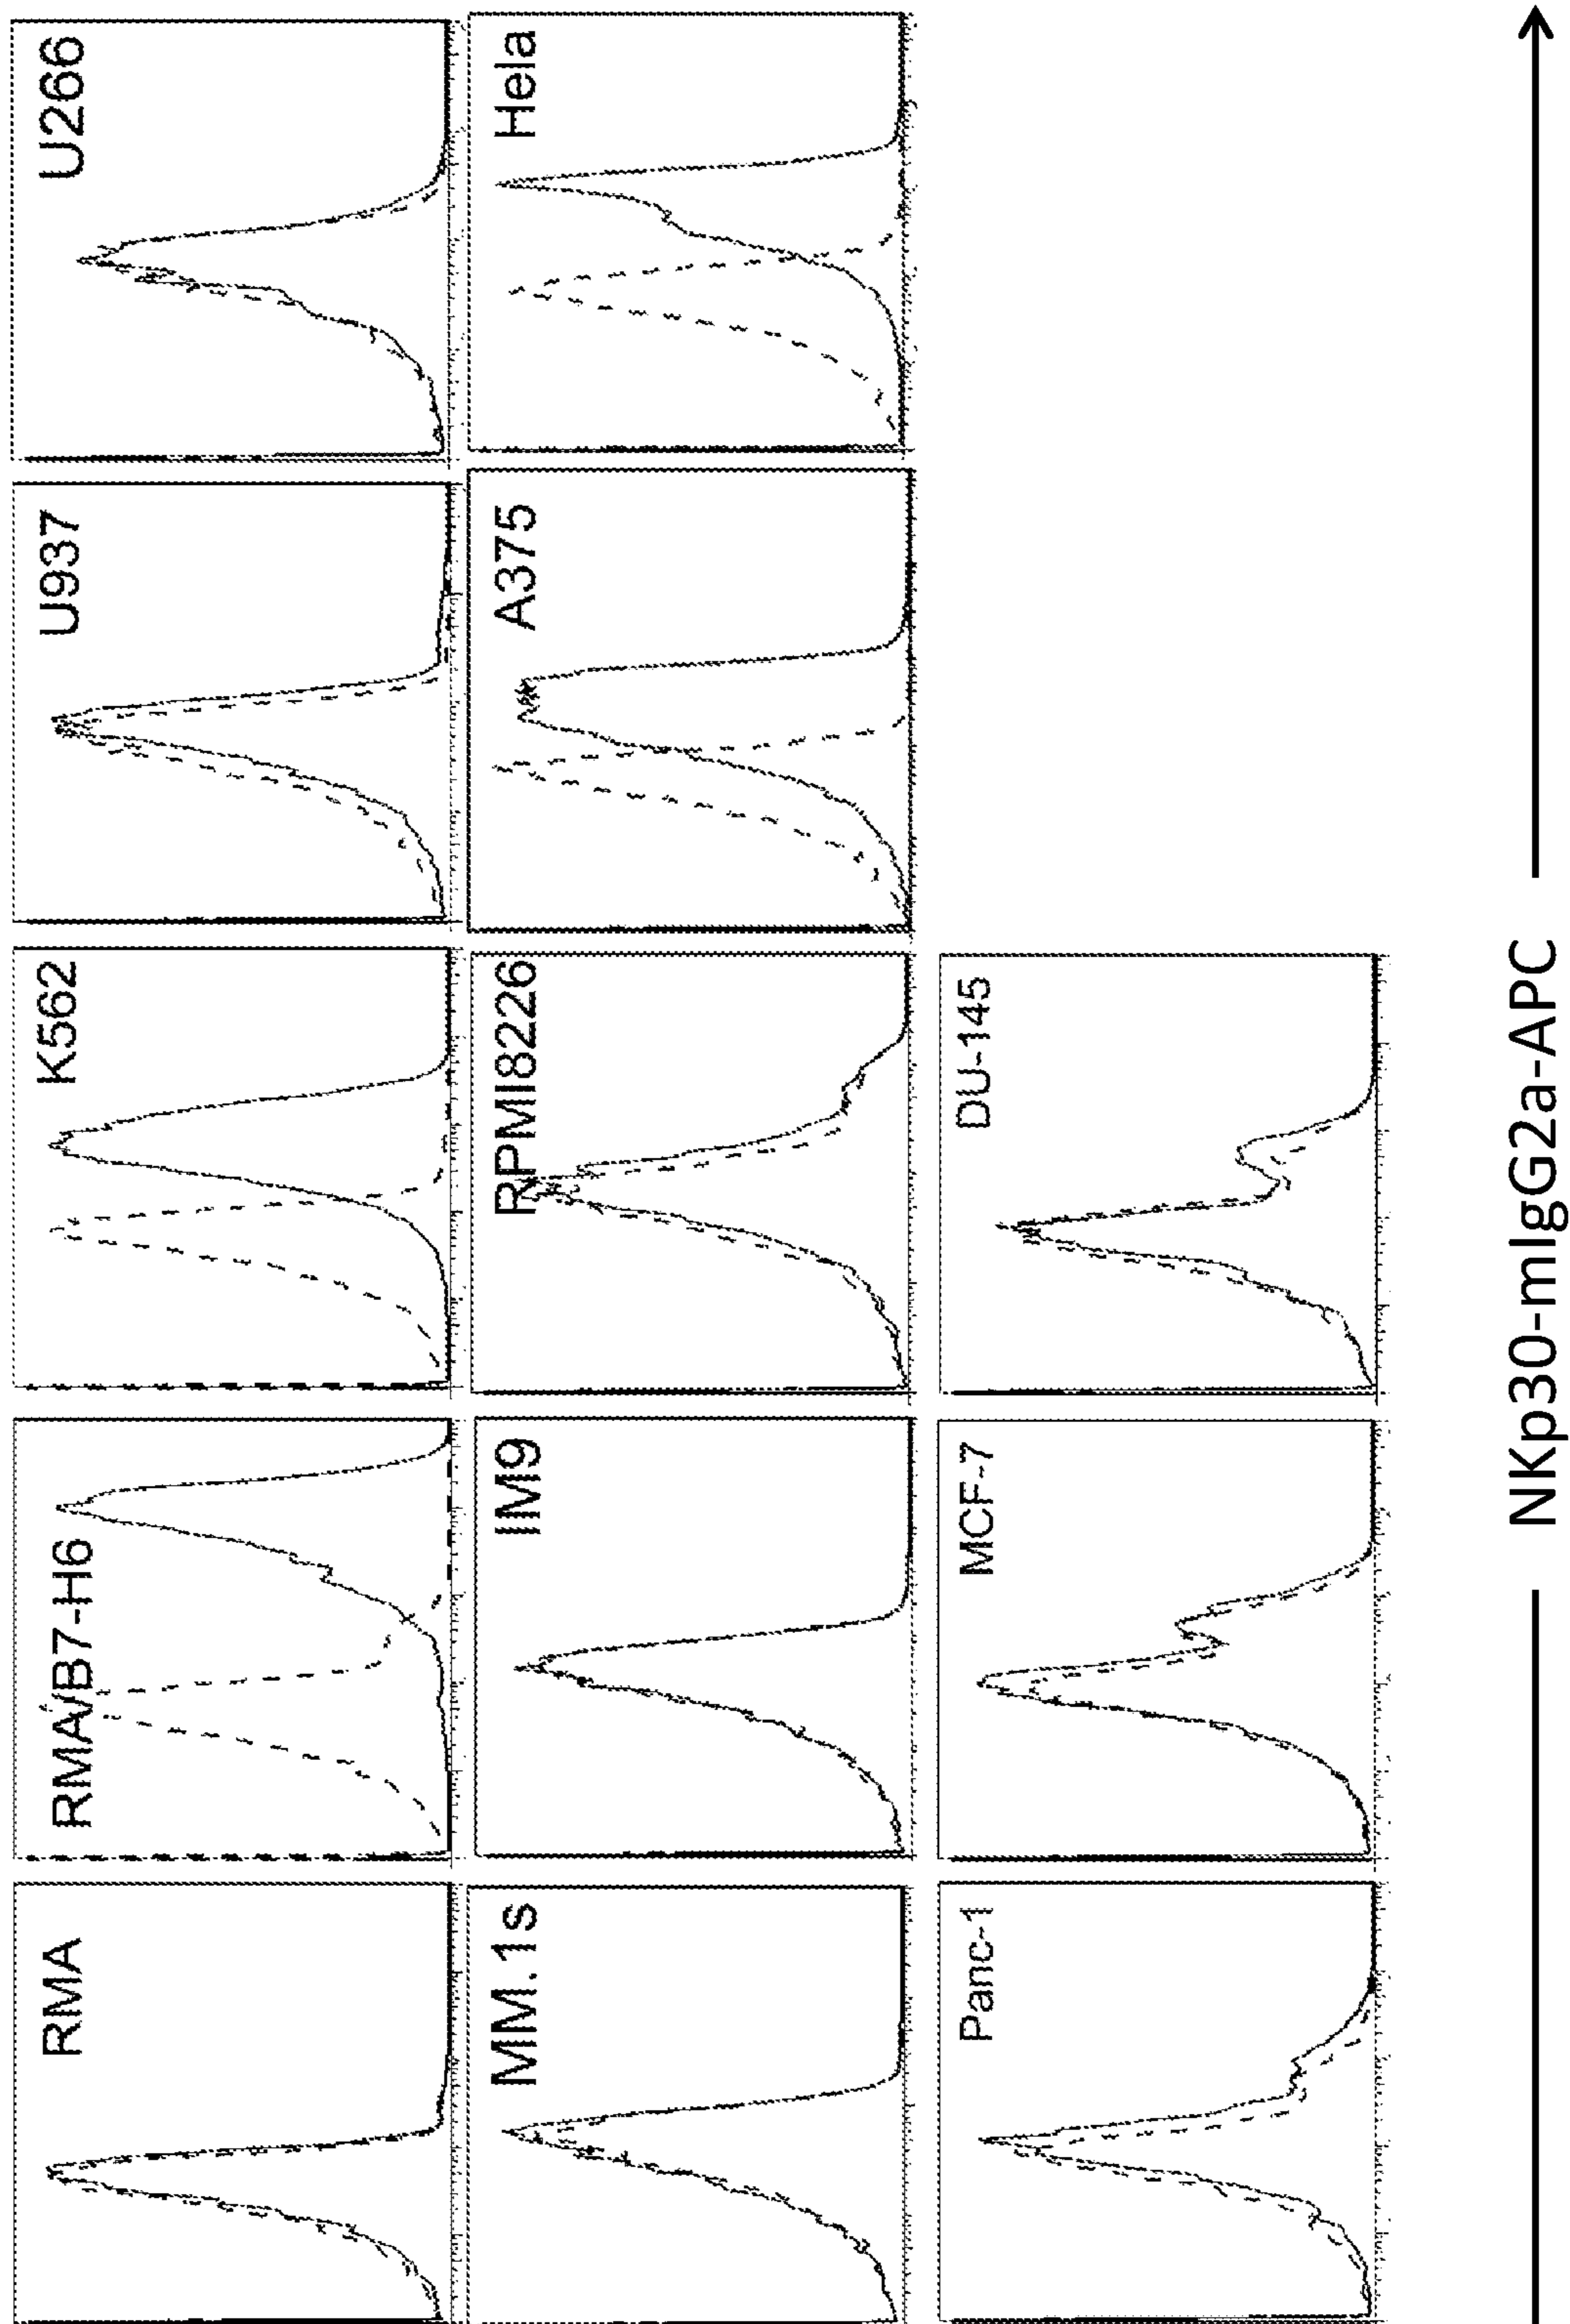 RMA
RMA/B7-H6
K562
U937
U266
MM.1s
IM9
RPMI8226
A375
Hela
Panc-1
MCF-7
DU-145
NKp30-mIgG2a-APC